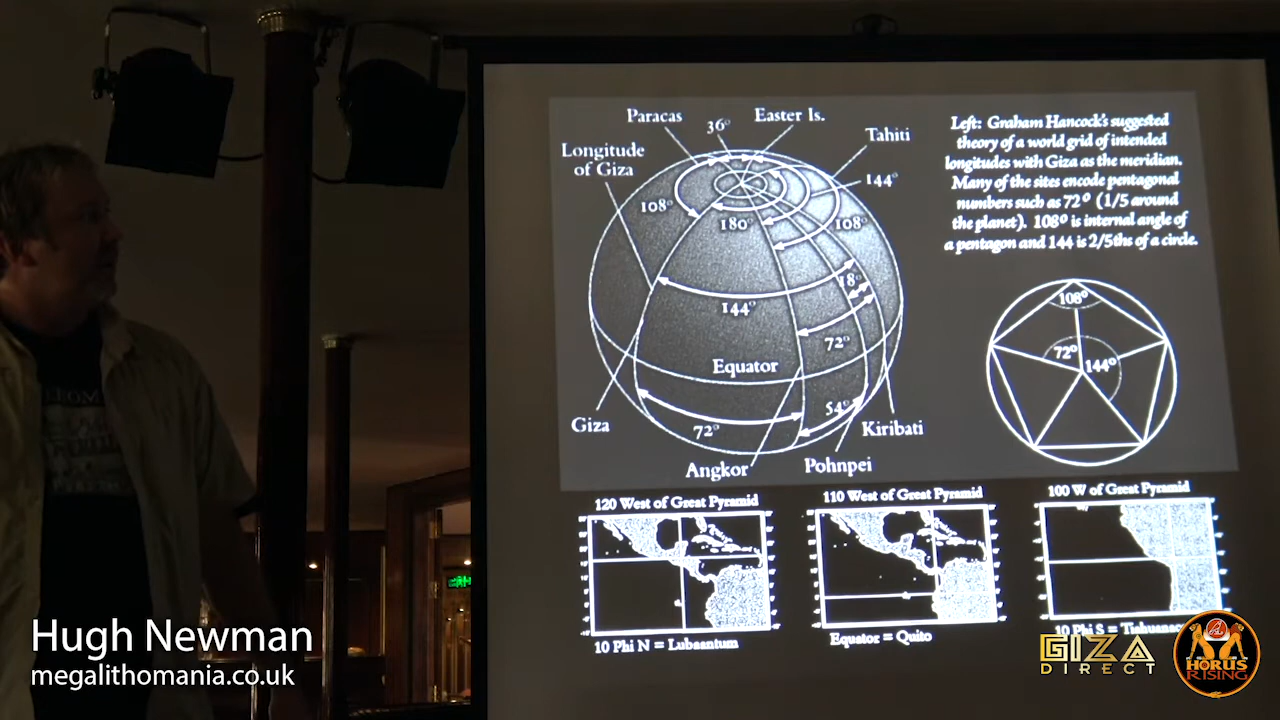 Paracas
36°
Easter Is.
Tahiti
Longitude
of Giza
144°
108°
180°
108°
18°
144°
72°
Equator
54°
72°
Giza
Kiribati
Angkor
Pohnpei
Left: Graham Hancock's suggested
theory of a world grid of intended
longitudes with Giza as the meridian.
Many of the sites encode pentagonal
numbers such as 72° (1/5 around
the planet). 108° is internal angle of
a pentagon and 144 is 2/5ths of a circle.
108°
72°
144°
120 West of Great Pyramid
110 West of Great Pyramid
100 W of Great Pyramid
10 Phi N = Lubaantum
Equator = Quito
10 Phi S =
Hugh Newman
megalithomania.co.uk
GIZA
DIRECT
HORUS
RISING